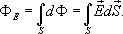 Φ_E = ∫_S dΦ = ∫_S E⃗dS⃗.